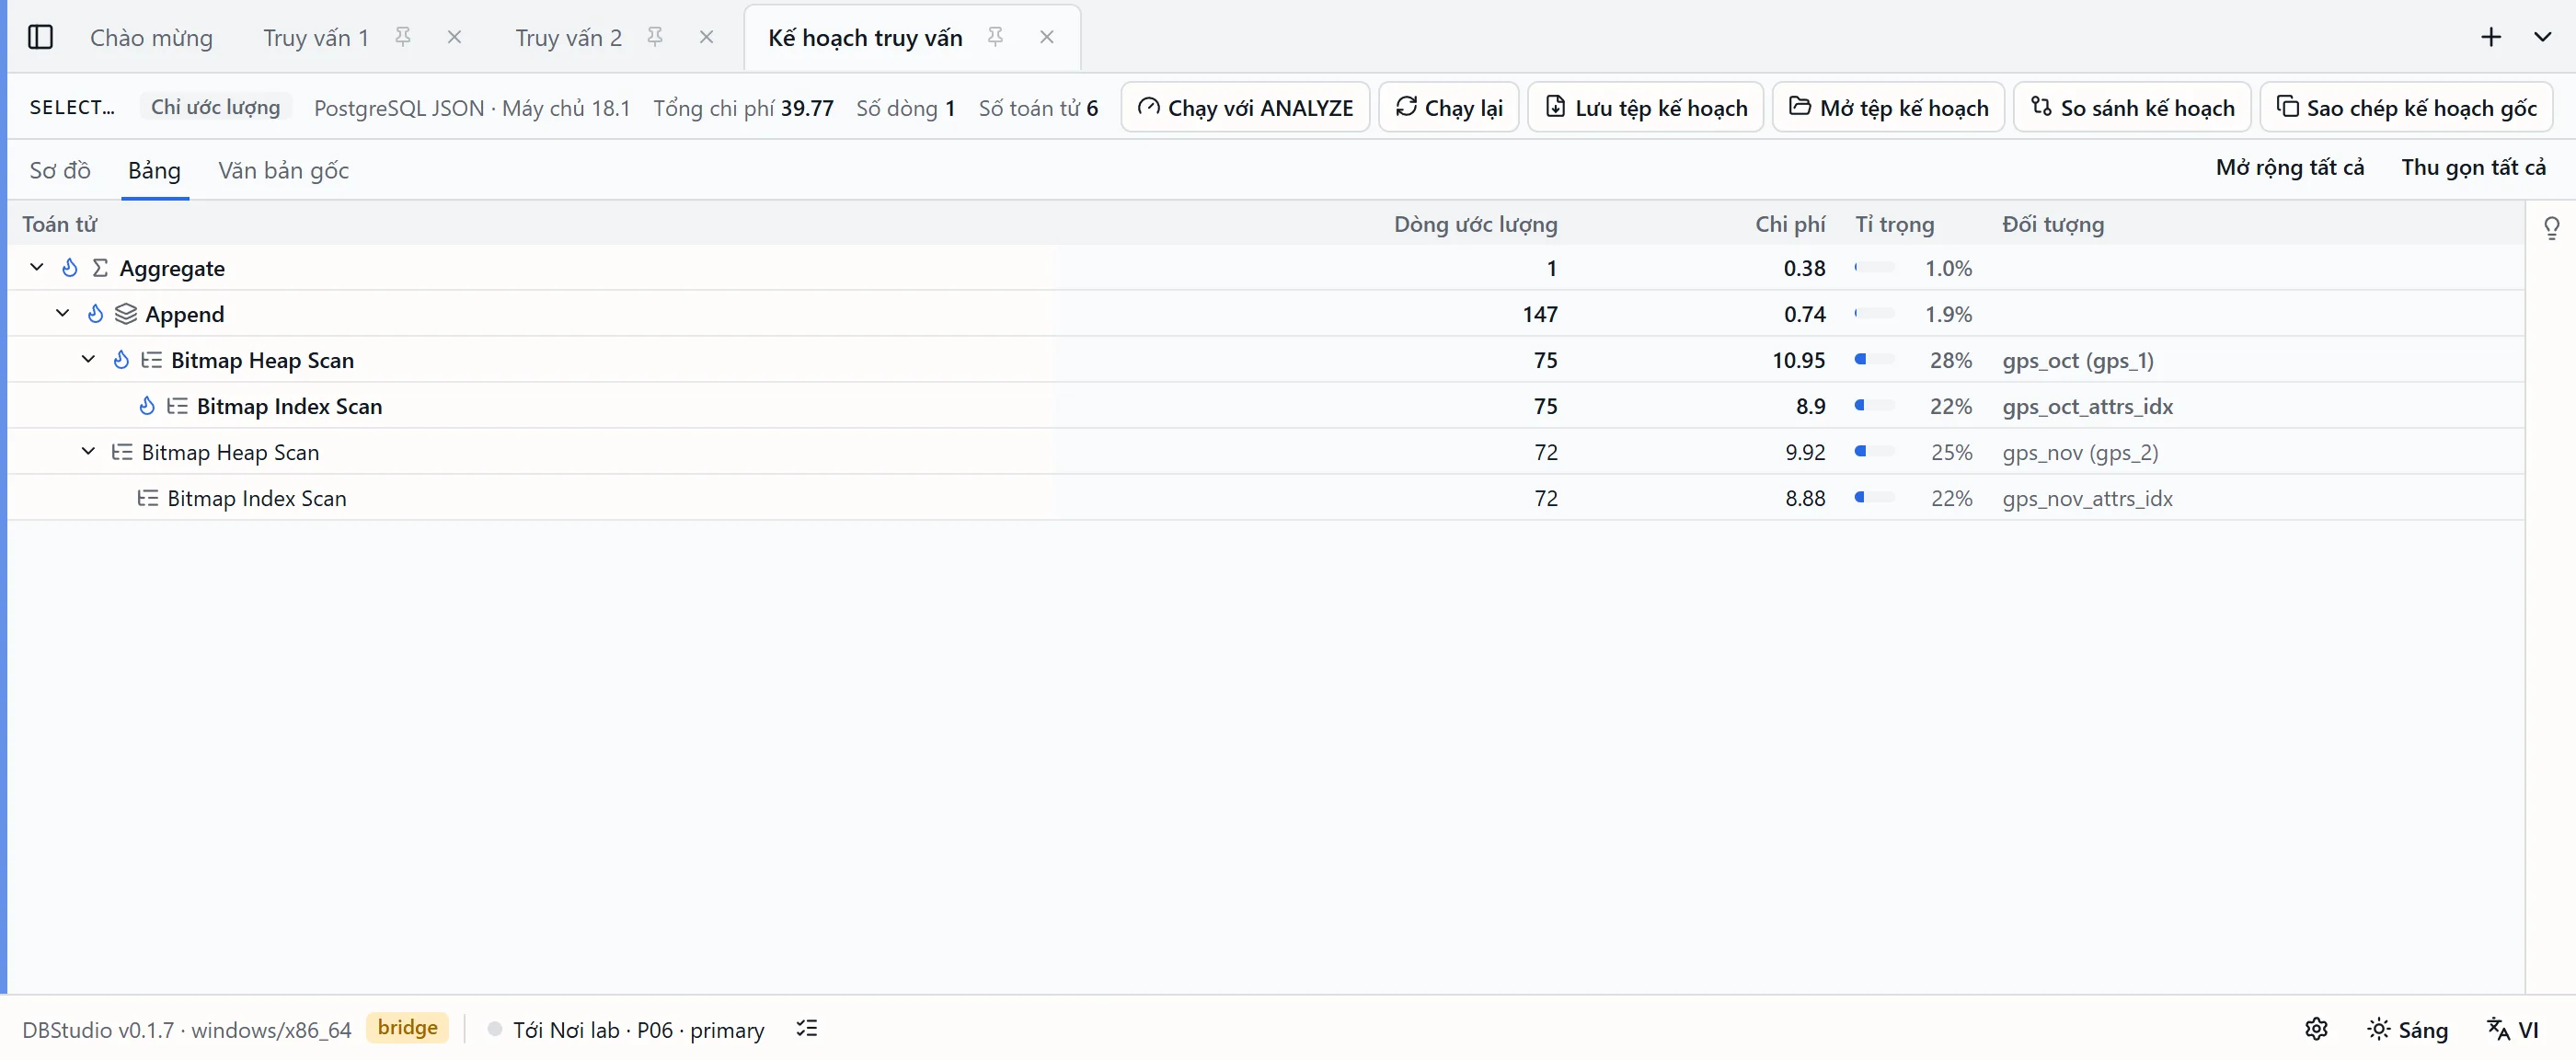 Chào mừng Truy vấn 1 Truy vấn 2 Kế hoạch truy vấn
SELECT… Chỉ ước lượng PostgreSQL JSON · Máy chủ 18.1 Tổng chi phí 39.77 Số dòng 1 Số toán tử 6 Chạy với ANALYZE Chạy lại Lưu tệp kế hoạch Mở tệp kế hoạch So sánh kế hoạch Sao chép kế hoạch gốc
Sơ đồ Bảng Văn bản gốc Mở rộng tất cả Thu gọn tất cả
Toán tử Dòng ước lượng Chi phí Tỉ trọng Đối tượng
Aggregate 1 0.38 1.0%
Append 147 0.74 1.9%
Bitmap Heap Scan 75 10.95 28% gps_oct (gps_1)
Bitmap Index Scan 75 8.9 22% gps_oct_attrs_idx
Bitmap Heap Scan 72 9.92 25% gps_nov (gps_2)
Bitmap Index Scan 72 8.88 22% gps_nov_attrs_idx
DBStudio v0.1.7 · windows/x86_64 bridge Tới Nơi lab · P06 · primary Sáng VI